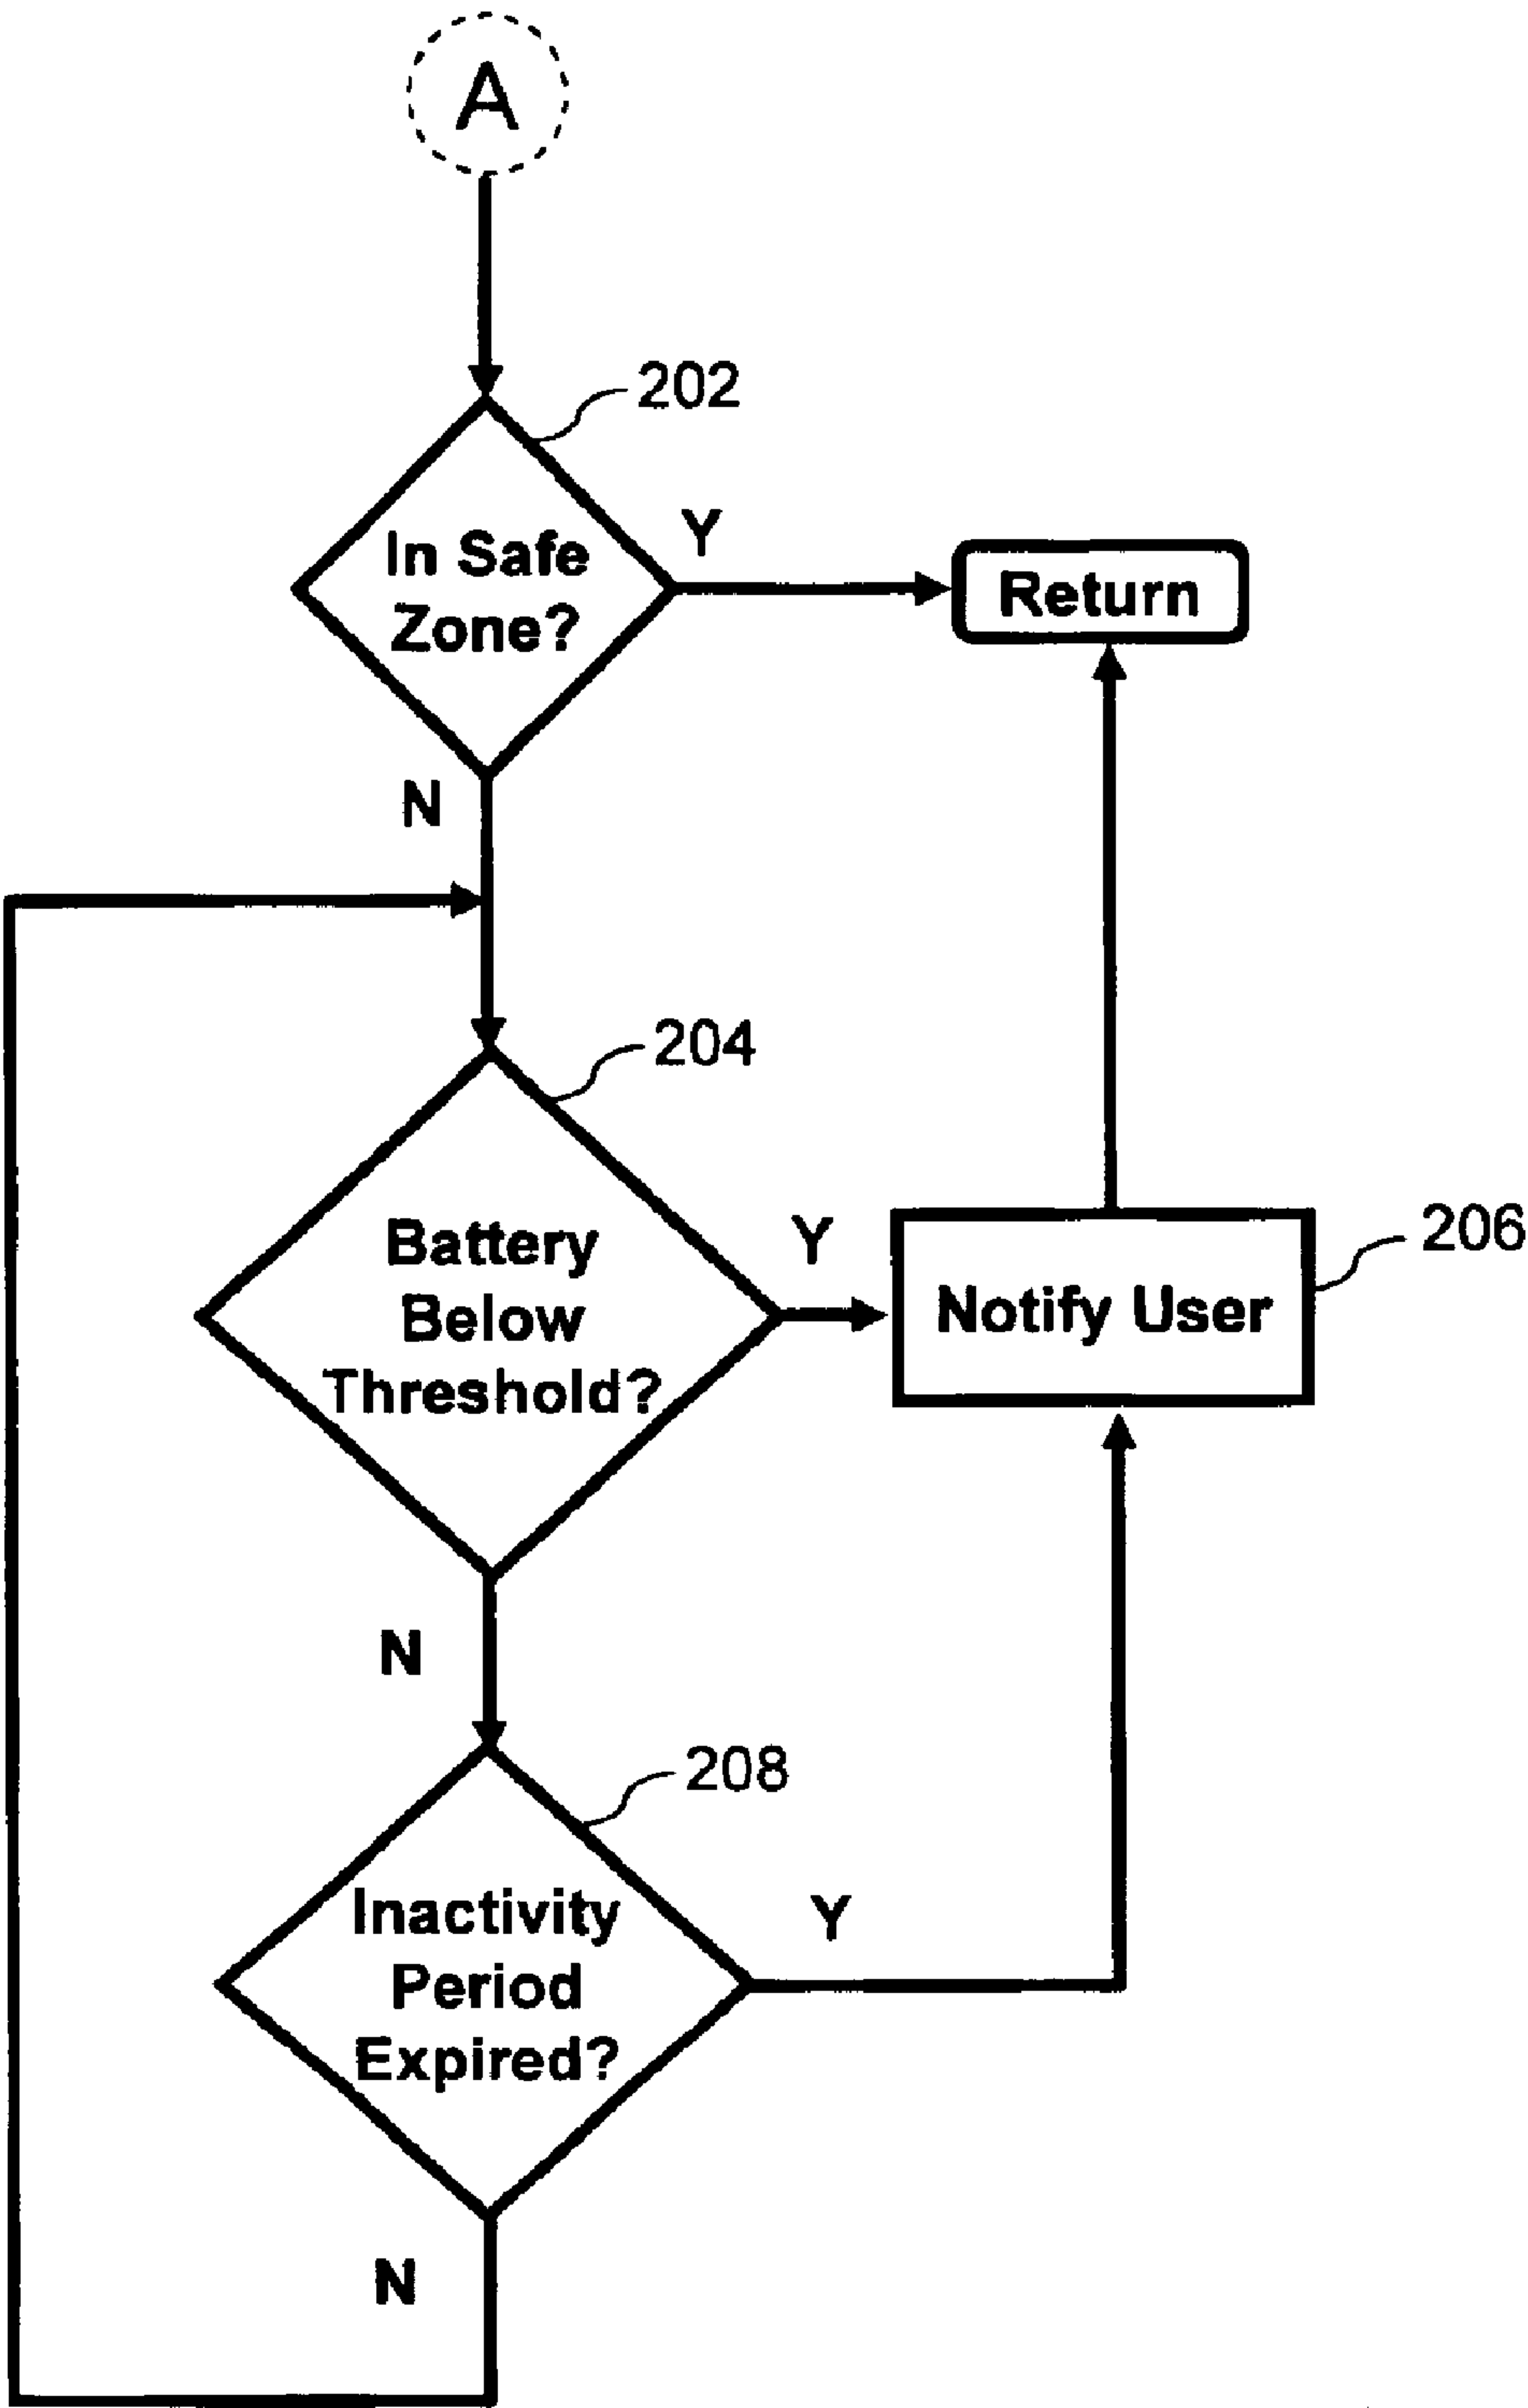 A
202
In Safe
Zone?
Y
Return
N
204
Battery
Below
Threshold?
Y
Notify User
206
N
208
Inactivity
Period
Expired?
Y
N